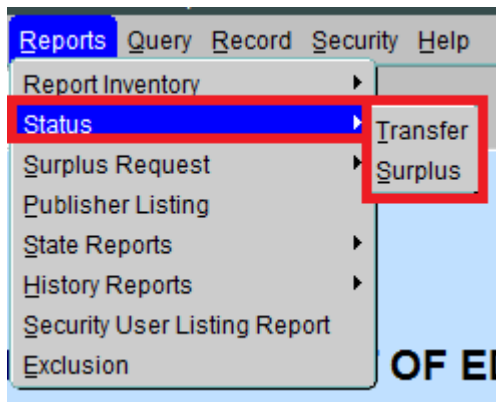 Reports Query Record Security Help
Report Inventory
Status
Transfer
Surplus Request
Surplus
Publisher Listing
State Reports
History Reports
Security User Listing Report
Exclusion
OF